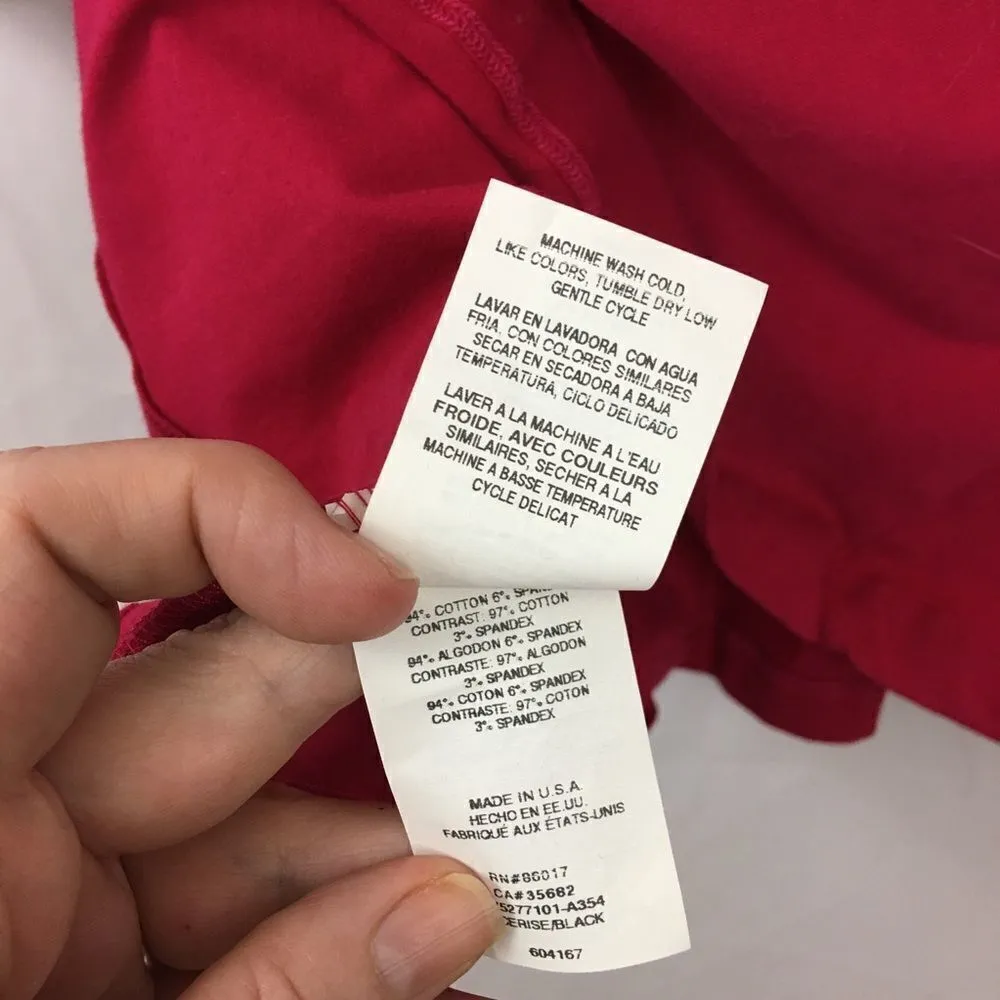 MACHINE WASH COLD,
LIKE COLORS, TUMBLE DRY LOW
GENTLE CYCLE
LAVAR EN LAVADORA CON AGUA
FRIA, CON COLORES SIMILARES
SECAR EN SECADORA A BAJA
TEMPERATURA, CICLO DELICADO
LAVER A LA MACHINE A L'EAU
FROIDE, AVEC COULEURS
SIMILAIRES, SECHER A LA
MACHINE A BASSE TEMPERATURE
CYCLE DELICAT
94% COTTON 6%
CONTRAST: 97% COTTON
3% SPANDEX
94% ALGODON 6% SPANDEX
CONTRASTE: 97% ALGODON
3% SPANDEX
94% COTON 6% SPANDEX
CONTRASTE: 97% COTON
3% SPANDEX
MADE IN U.S.A.
HECHO EN EE.UU.
FABRIQUÉ AUX ÉTATS-UNIS
RN#86017
CA#35682
5277101-A354
CERISE/BLACK
604167